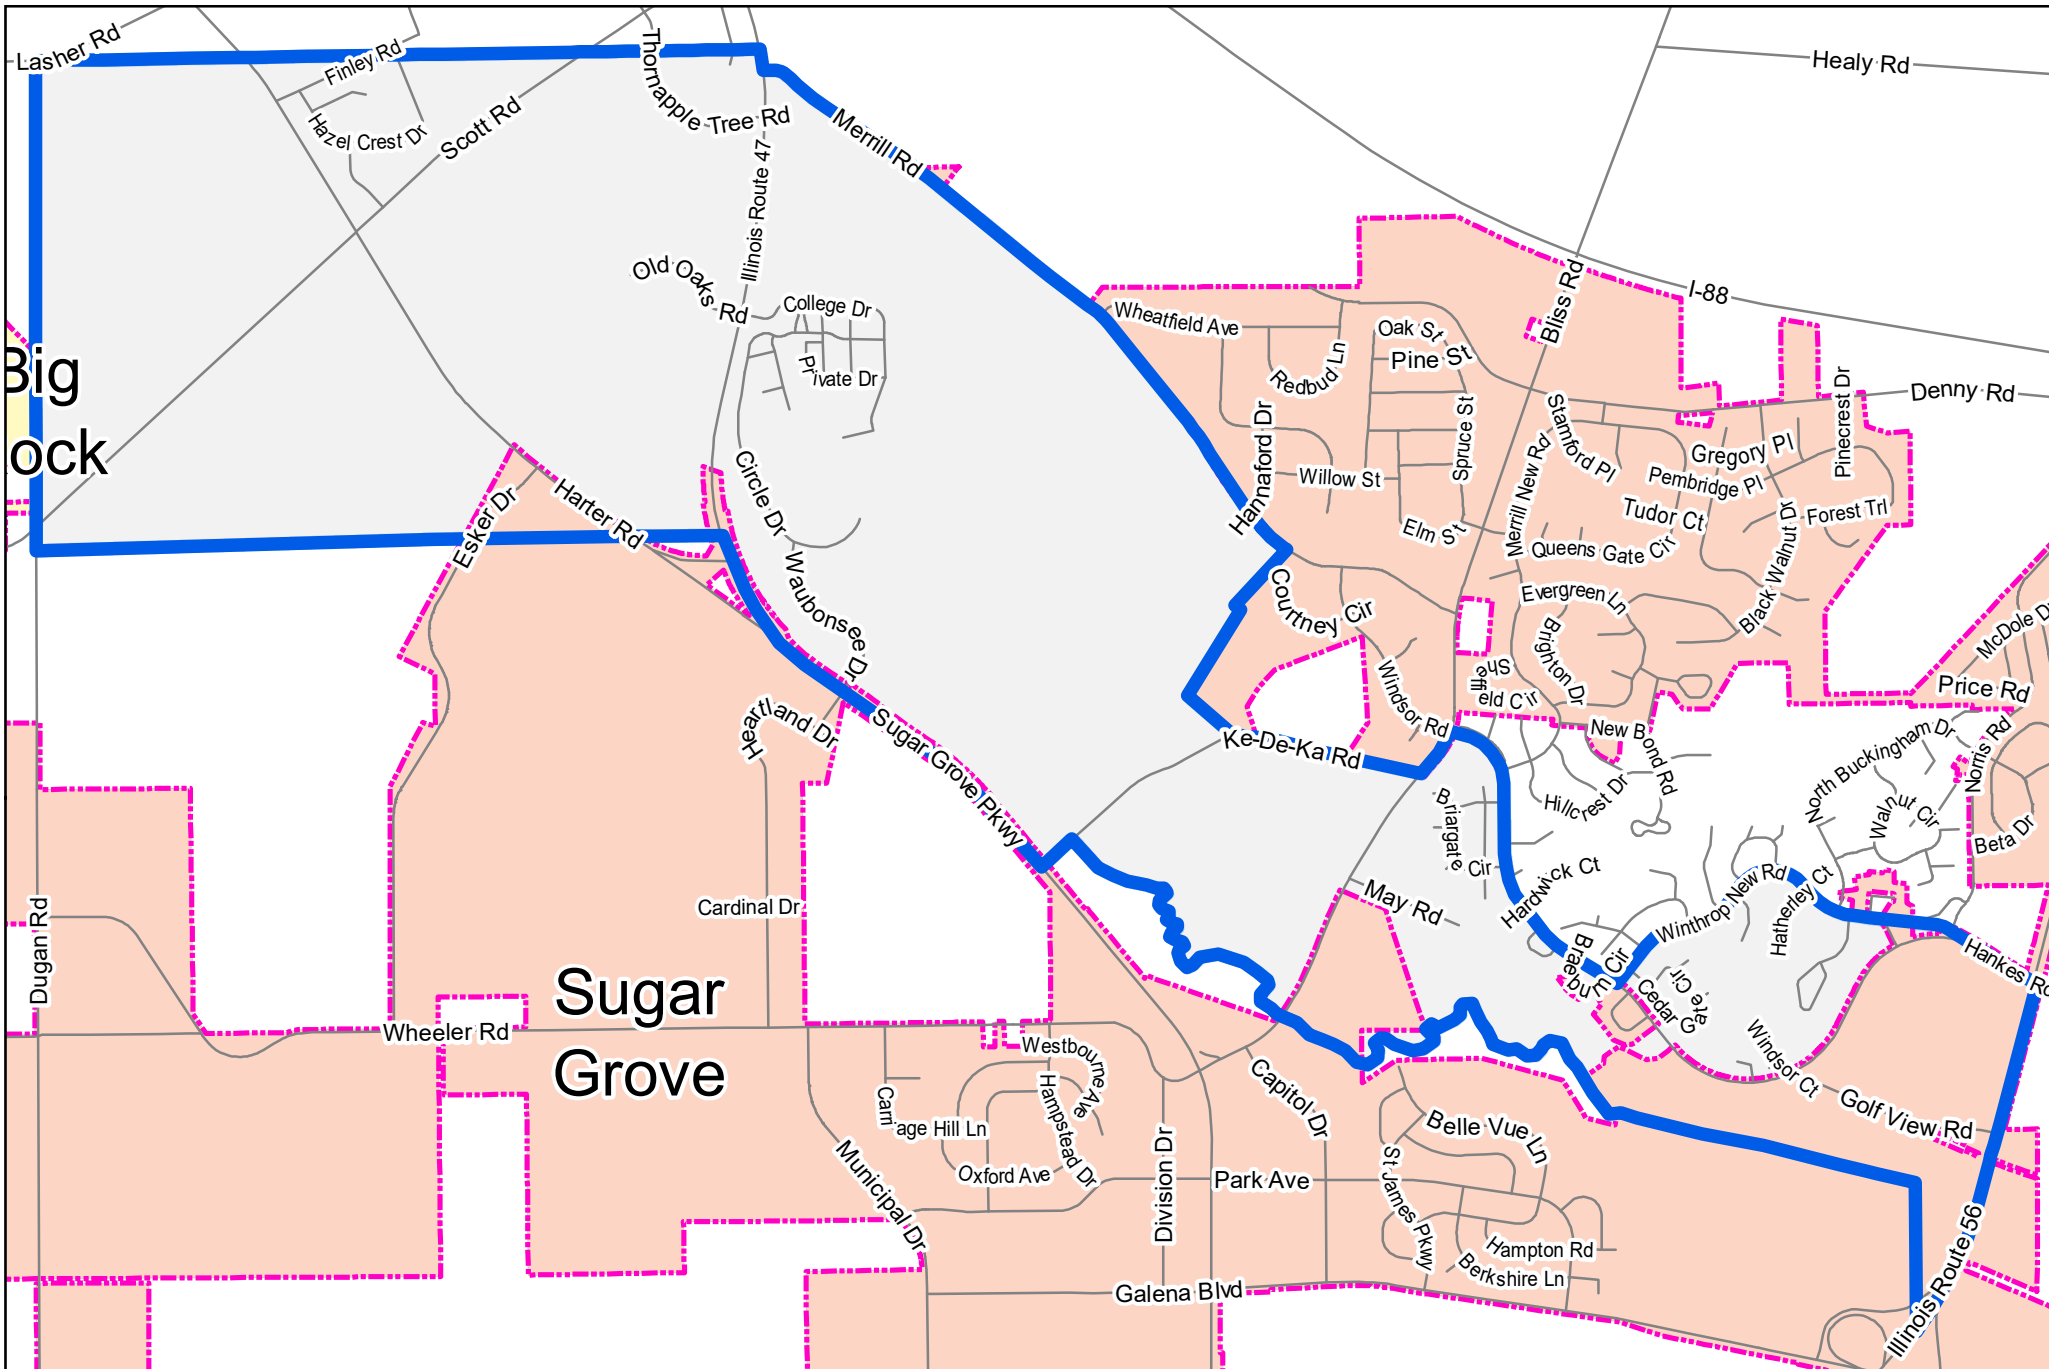 Lasher Rd
Finley Rd
Thornapple Tree Rd
Healy Rd
Hazel Crest Dr
Scott Rd
Merrill Rd
Illinois Route 47
Old Oaks Rd
College Dr
Private Dr
Wheatfield Ave
Redbud Ln
Oak St
Pine St
Bliss Rd
I-88
Denny Rd
Pinecrest Dr
Big
ock
Circle Dr
Hannaford Dr
Willow St
Spruce St
Elm St
Stamford Pl
Merrill New Rd
Gregory Pl
Pembridge Pl
Tudor Ct
Forest Trl
Black Walnut Dr
Queens Gate Cir
Esker Dr
Harter Rd
Waubonsee Dr
Courtney Cir
Evergreen Ln
Brighton Dr
Sheffield Cir
Windsor Rd
McDole D
Price Rd
Heartland Dr
Sugar Grove Pkwy
Ke-De-Ka Rd
New Bond Rd
Hillcrest Dr
North Buckingham Dr
Norris Rd
Walnut Cir
Beta Dr
Briargate Cir
Hardwick Ct
Winthrop New Rd
Hatherley Ct
May Rd
Cardinal Dr
Dugan Rd
Braeburn Cir
Cedar Gate Cir
Hankes Rd
Sugar
Grove
Wheeler Rd
Westbourne Ave
Windsor Ct
Golf View Rd
Carriage Hill Ln
Hampstead Dr
Capitol Dr
Belle Vue Ln
Oxford Ave
Municipal Dr
Division Dr
Park Ave
St James Pkwy
Hampton Rd
Berkshire Ln
Galena Blvd
Illinois Route 56